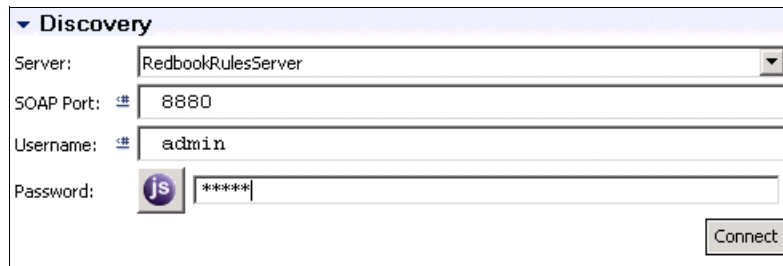 Discovery
Server: RedbookRulesServer
SOAP Port: 8880
Username: admin
Password: js *****
Connect